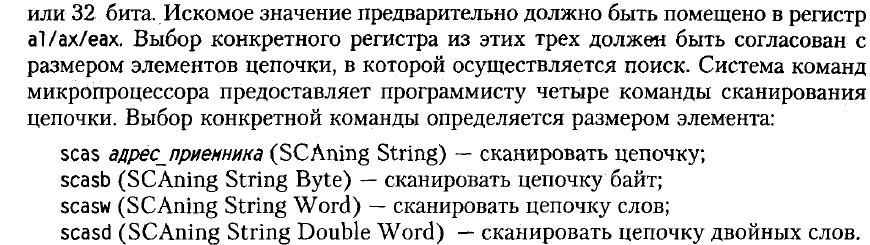 или 32 бита. Искомое значение предварительно должно быть помещено в регистр
al/ax/eax. Выбор конкретного регистра из этих трех должен быть согласован с
размером элементов цепочки, в которой осуществляется поиск. Система команд
микропроцессора предоставляет программисту четыре команды сканирования
цепочки. Выбор конкретной команды определяется размером элемента:
scas адрес_приемника (SCAning String) — сканировать цепочку;
scasb (SCAning String Byte) — сканировать цепочку байт;
scasw (SCAning String Word) — сканировать цепочку слов;
scasd (SCAning String Double Word) — сканировать цепочку двойных слов.